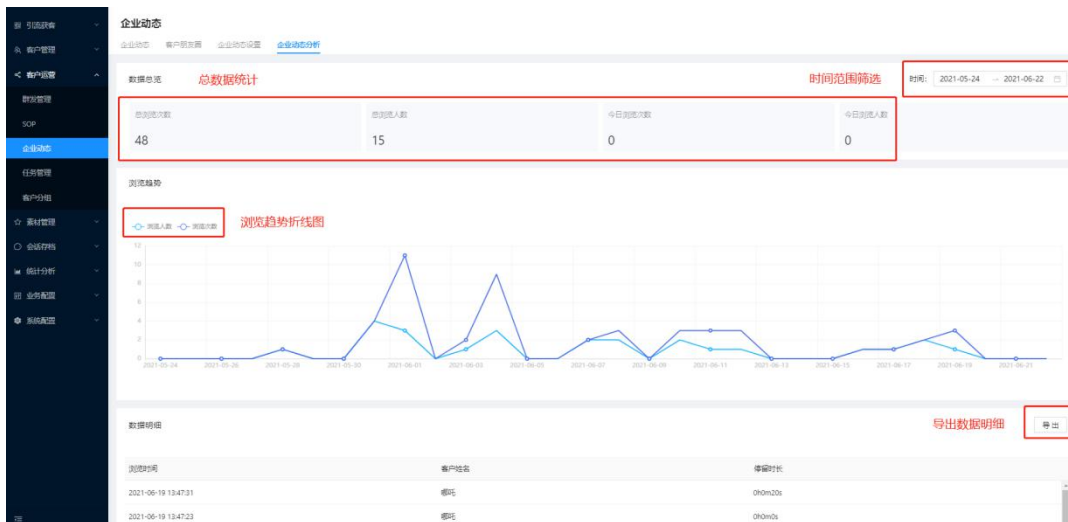 引流获客
客户管理
客户运营
群发管理
SOP
企业动态
任务管理
客户分组
素材管理
会话存档
统计分析
业务配置
系统配置
企业动态
企业动态 客户朋友圈 企业动态设置 企业动态分析
数据总览 总数据统计 时间范围筛选 时间: 2021-05-24 → 2021-06-22
总浏览次数 总浏览人数 今日浏览次数 今日浏览人数
48 15 0 0
浏览趋势
浏览人数 浏览次数 浏览趋势折线图
12
10
8
6
4
2
0
2021-05-24 2021-05-26 2021-05-28 2021-05-30 2021-06-01 2021-06-03 2021-06-05 2021-06-07 2021-06-09 2021-06-11 2021-06-13 2021-06-15 2021-06-17 2021-06-19 2021-06-21
数据明细 导出数据明细 导出
浏览时间 客户姓名 停留时长
2021-06-19 13:47:31 哪吒 0h0m20s
2021-06-19 13:47:23 哪吒 0h0m0s